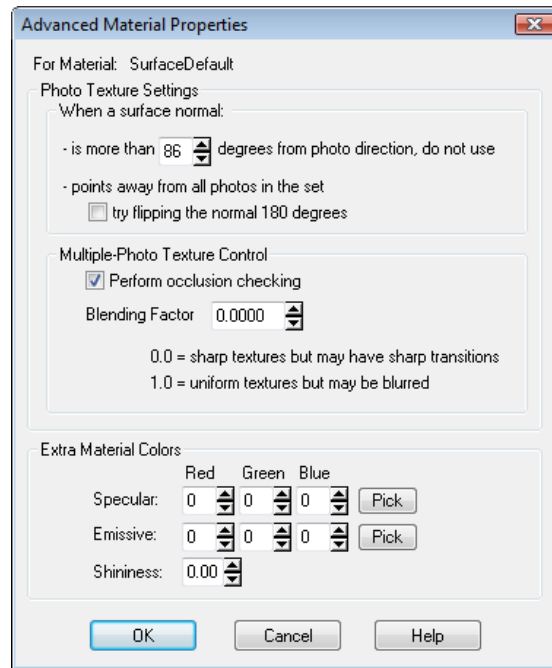 Advanced Material Properties
For Material: SurfaceDefault
Photo Texture Settings
When a surface normal:
- is more than 86 degrees from photo direction, do not use
- points away from all photos in the set
try flipping the normal 180 degrees
Multiple-Photo Texture Control
Perform occlusion checking
Blending Factor 0.0000
0.0 = sharp textures but may have sharp transitions
1.0 = uniform textures but may be blurred
Extra Material Colors
Red Green Blue
Specular: 0 0 0 Pick
Emissive: 0 0 0 Pick
Shininess: 0.00
OK Cancel Help